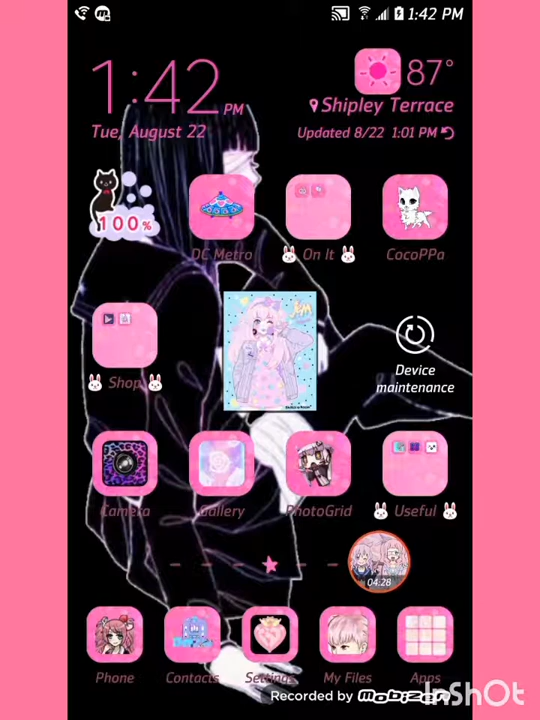 1:42 PM
1:42 PM
87°
Shipley Terrace
Tue, August 22
Updated 8/22 1:01 PM
100%
DC Metro
On It
CocoPPa
Shop
Device
maintenance
Camera
Gallery
PhotoGrid
Useful
04:28
Phone
Contacts
Settings
My Files
Apps
Recorded by mobizen
InShOt